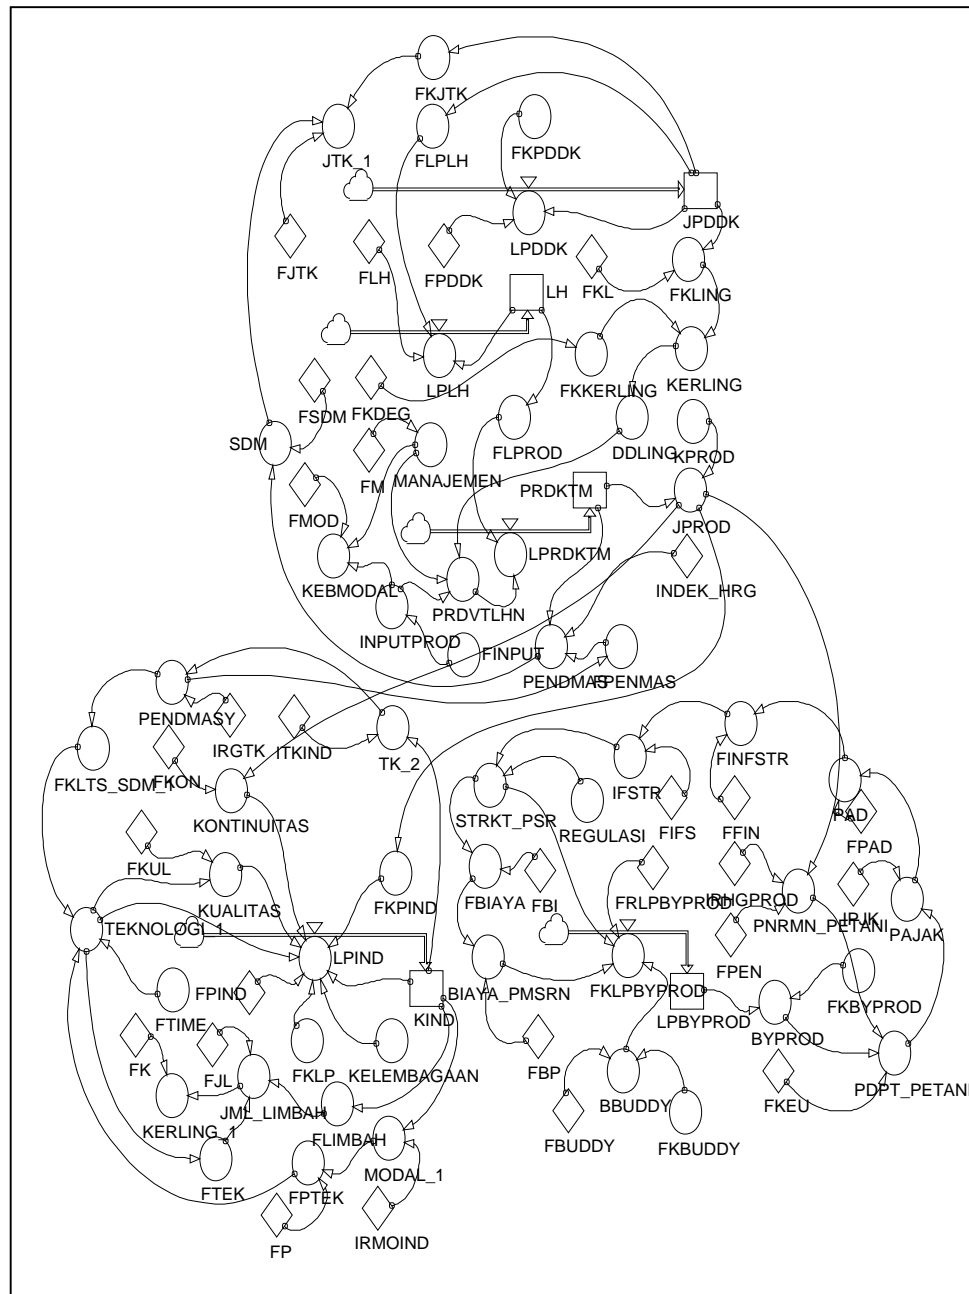 FKJTK
JTK_1
FLPLH
FKPDDK
JPDDK
LPDDK
FJTK
FLH
FPDDK
FKL
FKLING
LH
LPLH
FKKERLING
KERLING
FSDM
FKDEG
SDM
FLPROD
DDLING
KPROD
FM
MANAJEMEN
PRDKTM
FMOD
JPROD
LPRDKTM
KEBMODAL
PRDVTLHN
INDEK_HRG
INPUTPROD
FINPUT
PENDMAS
FPENMAS
PENDMASY
IRGTK
ITKIND
TK_2
FINFSTR
FKLTS_SDM_1
FKON
IFSTR
PAD
KONTINUITAS
STRKT_PSR
REGULASI
FIFS
FFIN
FPAD
FKUL
FKPIND
FBIAYA
FBI
FRLPBYPROD
IRHGPROD
JPJK
KUALITAS
PNRMN_PETANI
PAJAK
TEKNOLOGI_1
LPIND
FPEN
FPIND
KIND
BIAYA_PMSRN
FKLPBYPROD
LPBYPROD
FKBYPROD
FTIME
BYPROD
FK
FJL
FKLP
KELEMBAGAAN
FBP
FKEU
PDPT_PETANI
JML_LIMBAH
KERLING_1
FLIMBAH
BBUDDY
FBUDDY
FKBUDDY
FTEK
FPTEK
MODAL_1
FP
IRMOIND